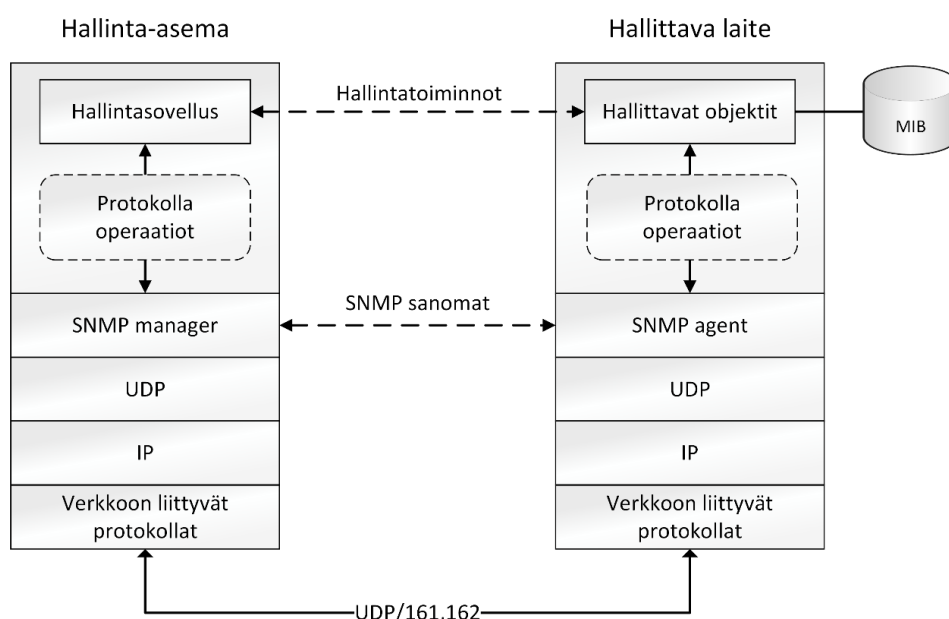 Hallinta-asema
Hallittava laite
Hallintasovellus
Hallintatoiminnot
Hallittavat objektit
MIB
Protokolla
operaatiot
Protokolla
operaatiot
SNMP manager
SNMP sanomat
SNMP agent
UDP
UDP
IP
IP
Verkkoon liittyvät
protokollat
Verkkoon liittyvät
protokollat
UDP/161,162